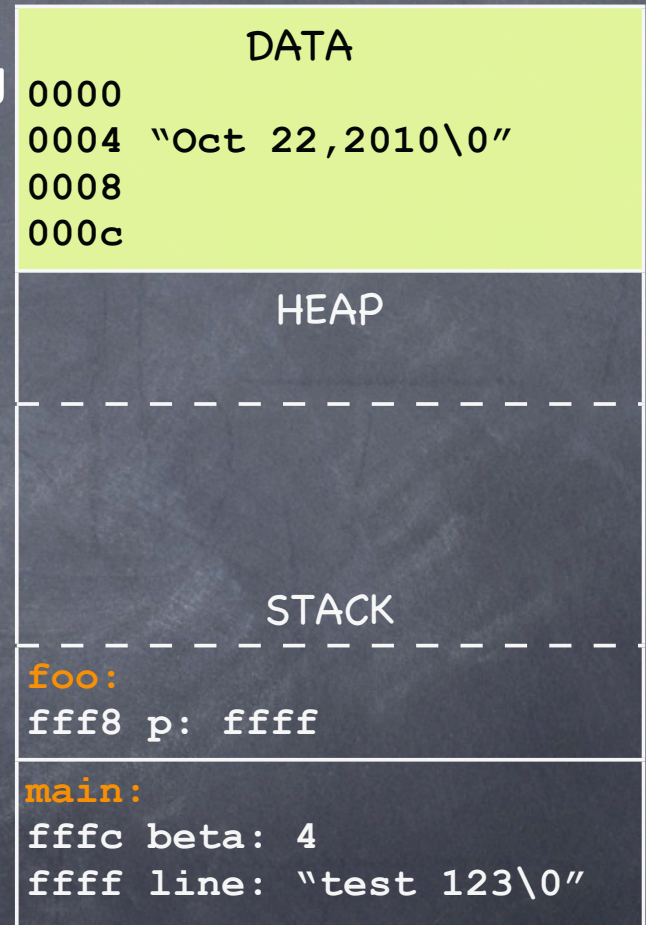 DATA
0000
0004 “Oct 22,2010\0”
0008
000c
HEAP
STACK
foo:
fff8 p: ffff
main:
fffc beta: 4
ffff line: “test 123\0”